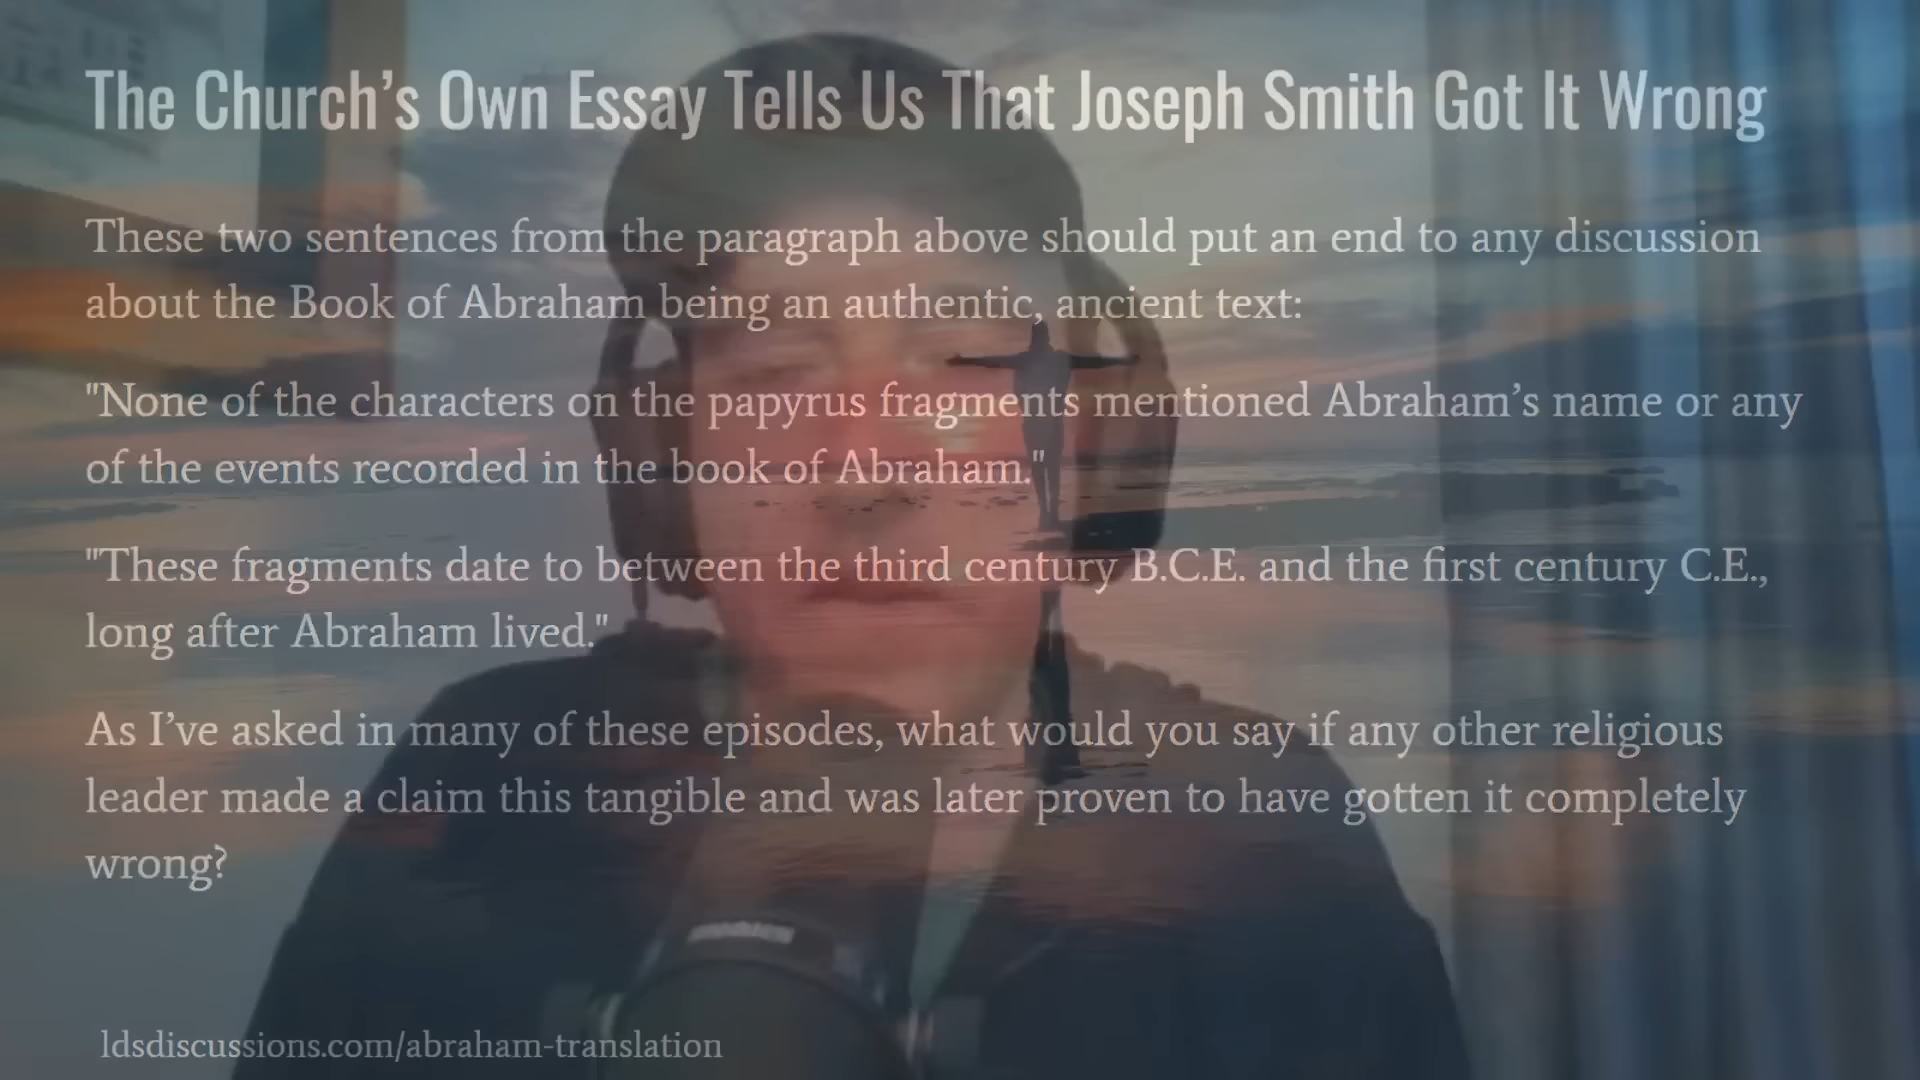 The Church’s Own Essay Tells Us That Joseph Smith Got It Wrong
These two sentences from the paragraph above should put an end to any discussion
about the Book of Abraham being an authentic, ancient text:
"None of the characters on the papyrus fragments mentioned Abraham’s name or any
of the events recorded in the book of Abraham."
"These fragments date to between the third century B.C.E. and the first century C.E.,
long after Abraham lived."
As I’ve asked in many of these episodes, what would you say if any other religious
leader made a claim this tangible and was later proven to have gotten it completely
wrong?
ldsdiscussions.com/abraham-translation